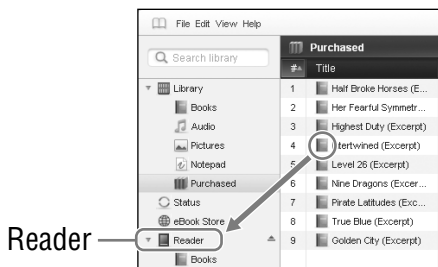 File Edit View Help
Search library
Purchased
# Title
Library
Books
Audio
Pictures
Notepad
Purchased
Status
eBook Store
Reader
Books
1 Half Broke Horses (E...
2 Her Fearful Symmetr...
3 Highest Duty (Excerpt)
4 Intertwined (Excerpt)
5 Level 26 (Excerpt)
6 Nine Dragons (Excer...
7 Pirate Latitudes (Exc...
8 True Blue (Excerpt)
9 Golden City (Excerpt)
Reader